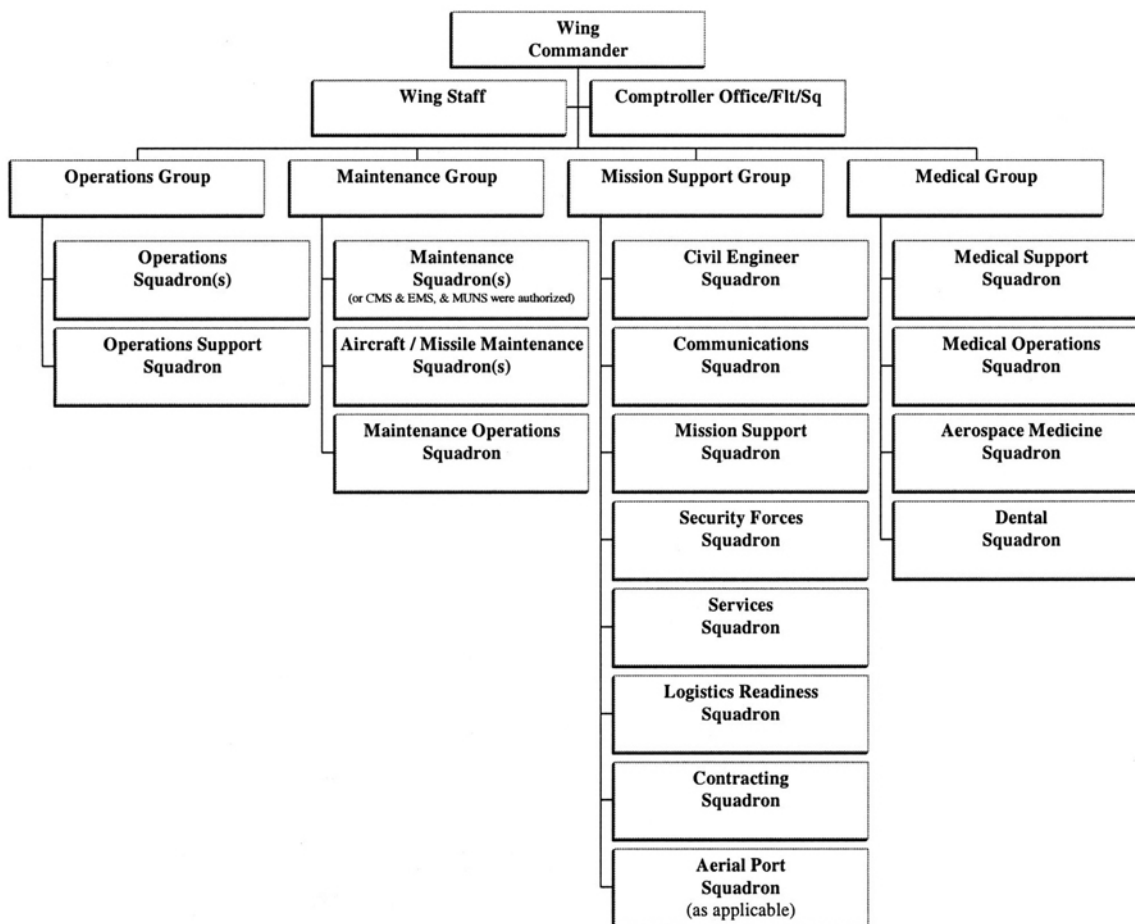 Wing
Commander
Wing Staff
Comptroller Office/Flt/Sq
Operations Group
Maintenance Group
Mission Support Group
Medical Group
Operations
Squadron(s)
Operations Support
Squadron
Maintenance
Squadron(s)
(or CMS & EMS, & MUNS were authorized)
Aircraft / Missile Maintenance
Squadron(s)
Maintenance Operations
Squadron
Civil Engineer
Squadron
Communications
Squadron
Mission Support
Squadron
Security Forces
Squadron
Services
Squadron
Logistics Readiness
Squadron
Contracting
Squadron
Aerial Port
Squadron
(as applicable)
Medical Support
Squadron
Medical Operations
Squadron
Aerospace Medicine
Squadron
Dental
Squadron